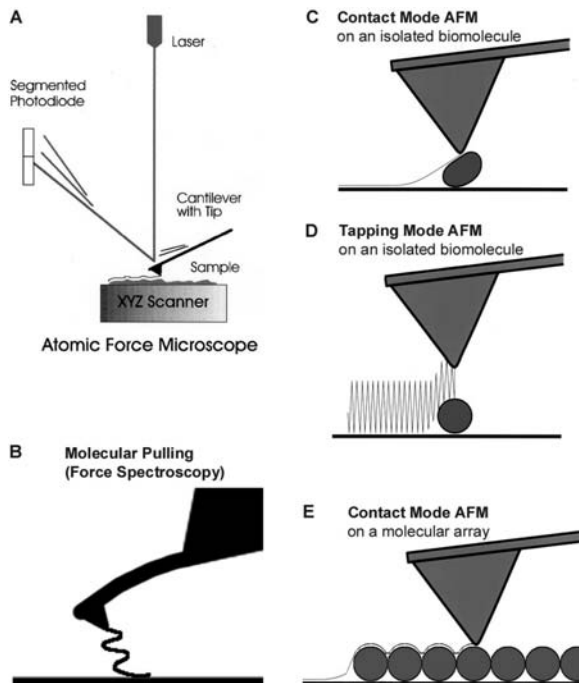 A
Laser
Segmented
Photodiode
Cantilever
with Tip
Sample
XYZ Scanner
Atomic Force Microscope
B
Molecular Pulling
(Force Spectroscopy)
C
Contact Mode AFM
on an isolated biomolecule
D
Tapping Mode AFM
on an isolated biomolecule
E
Contact Mode AFM
on a molecular array